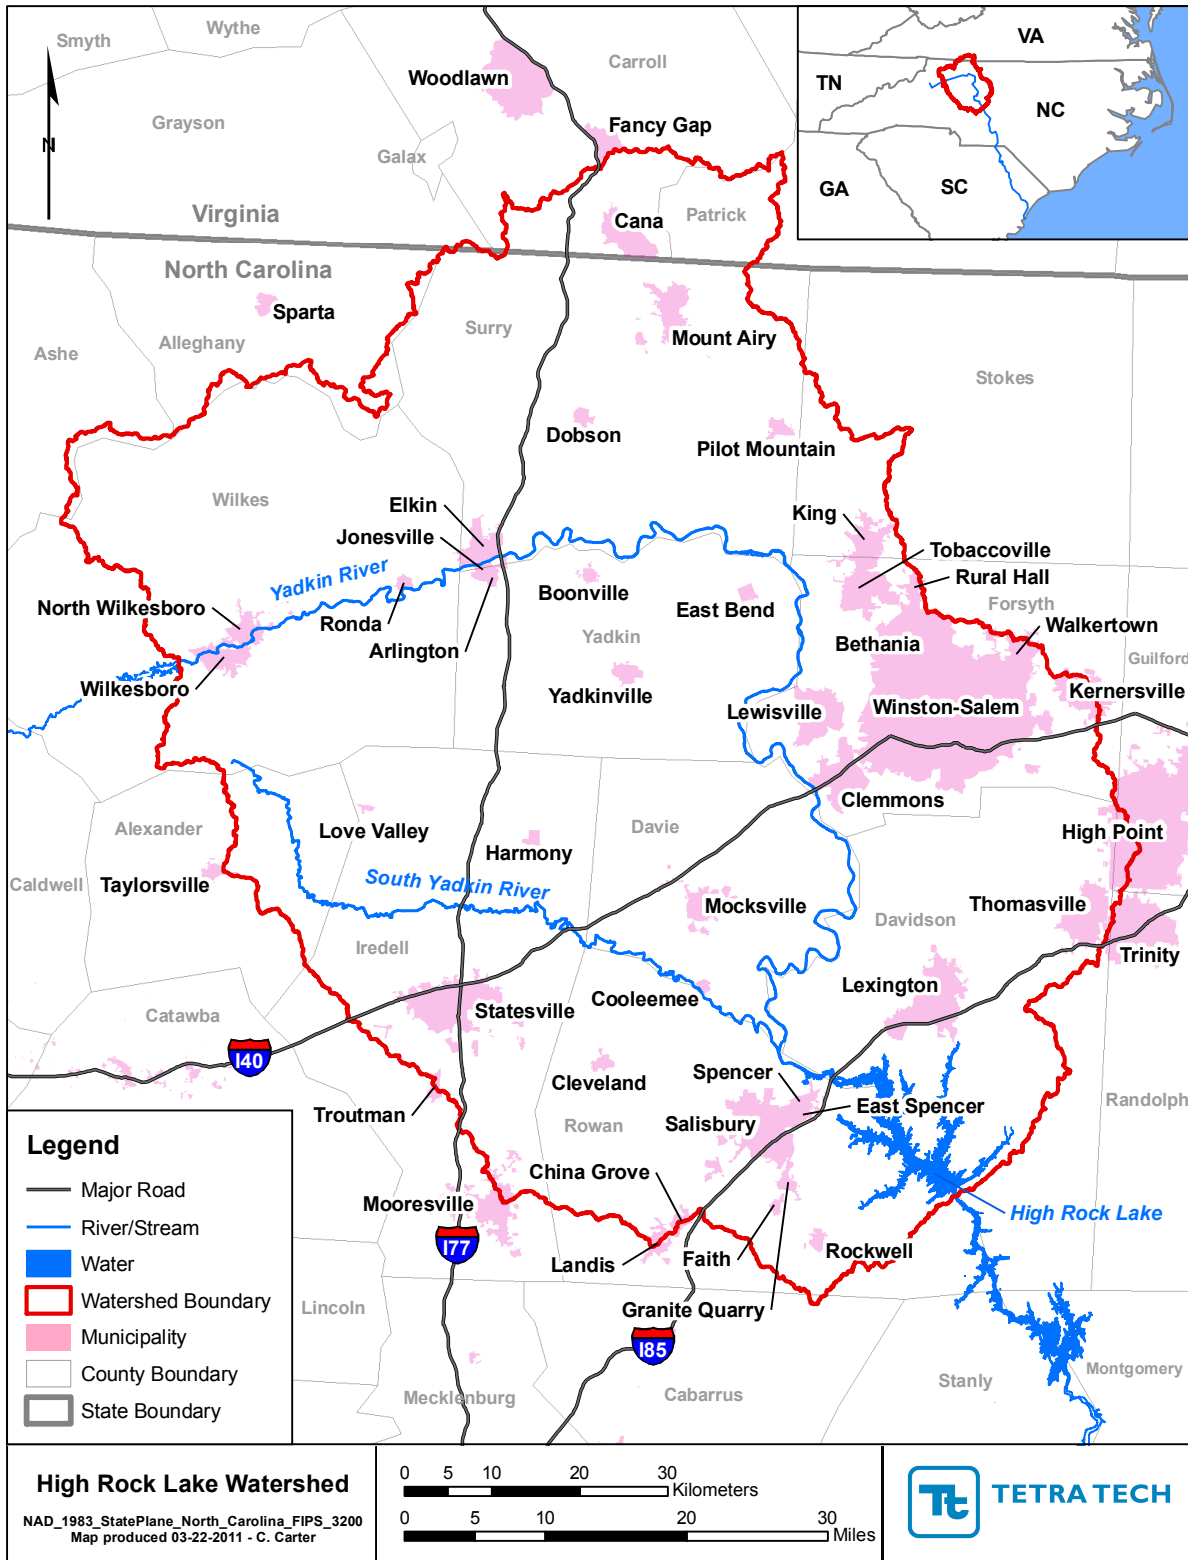 Smyth
Wythe
Carroll
Woodlawn
Grayson
Galax
Fancy Gap
N
Virginia
Cana
Patrick
VA
TN
NC
GA
SC
North Carolina
Sparta
Surry
Mount Airy
Ashe
Alleghany
Stokes
Dobson
Pilot Mountain
Wilkes
Elkin
King
Jonesville
Tobaccoville
Yadkin River
Rural Hall
North Wilkesboro
Boonville
East Bend
Forsyth
Ronda
Walkertown
Yadkin
Bethania
Arlington
Guilford
Wilkesboro
Yadkinville
Kernersville
Lewisville
Winston-Salem
Clemmons
Alexander
Love Valley
Davie
High Point
Harmony
Caldwell
Taylorsville
South Yadkin River
Mocksville
Thomasville
Davidson
Iredell
Trinity
Lexington
Cooleemee
Statesville
Catawba
I40
Cleveland
Spencer
Troutman
East Spencer
Randolph
Rowan
Salisbury
China Grove
Mooresville
High Rock Lake
I77
Landis
Faith
Rockwell
Lincoln
Granite Quarry
I85
Mecklenburg
Cabarrus
Stanly
Montgomery
Legend
Major Road
River/Stream
Water
Watershed Boundary
Municipality
County Boundary
State Boundary
High Rock Lake Watershed
NAD_1983_StatePlane_North_Carolina_FIPS_3200
Map produced 03-22-2011 - C. Carter
0 5 10 20 30
Kilometers
0 5 10 20 30
Miles
Tt
TETRA TECH